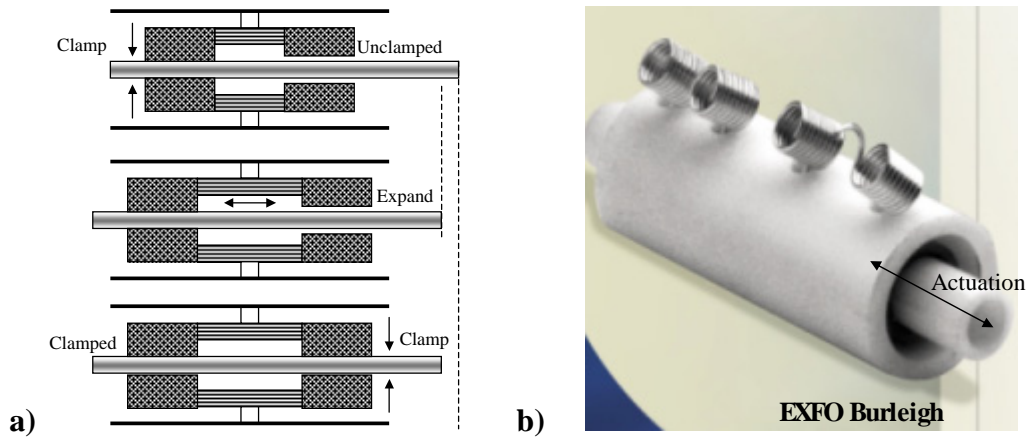 Clamp
Unclamped
Expand
Clamped
Clamp
a)
Actuation
EXFO Burleigh
b)